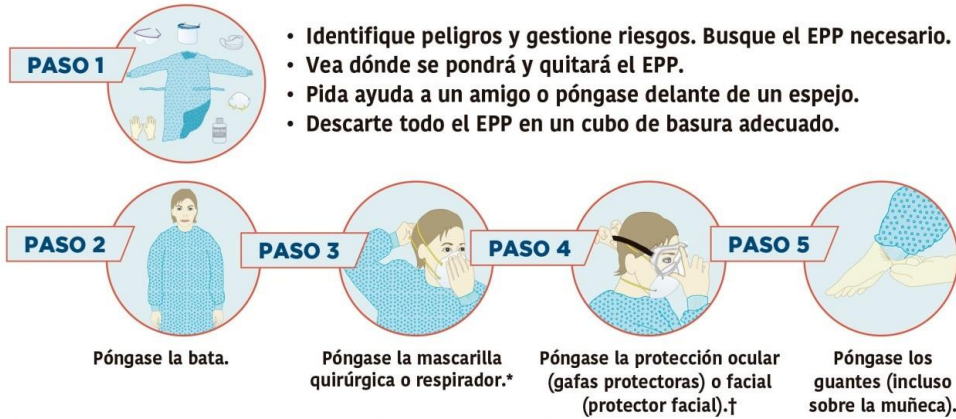 PASO 1
• Identifique peligros y gestione riesgos. Busque el EPP necesario.
• Vea dónde se pondrá y quitará el EPP.
• Pida ayuda a un amigo o póngase delante de un espejo.
• Descarte todo el EPP en un cubo de basura adecuado.
PASO 2
Póngase la bata.
PASO 3
Póngase la mascarilla
quirúrgica o respirador.*
PASO 4
Póngase la protección ocular
(gafas protectoras) o facial
(protector facial).†
PASO 5
Póngase los
guantes (incluso
sobre la muñeca).